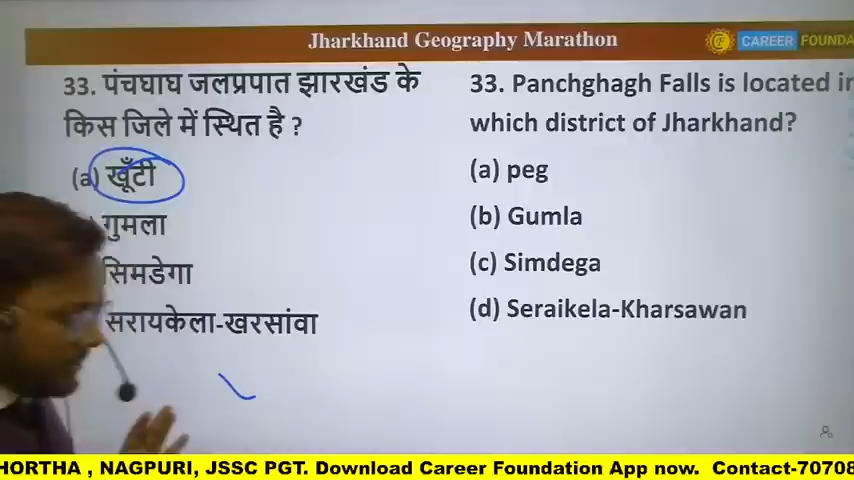 Jharkhand Geography Marathon
CAREER FOUNDA
33. पंचघाघ जलप्रपात झारखंड के
किस जिले में स्थित है ?
(a) खूँटी
गुमला
सिमडेगा
सरायकेला-खरसांवा
33. Panchghagh Falls is located in
which district of Jharkhand?
(a) peg
(b) Gumla
(c) Simdega
(d) Seraikela-Kharsawan
HORTHA , NAGPURI, JSSC PGT. Download Career Foundation App now. Contact-70708